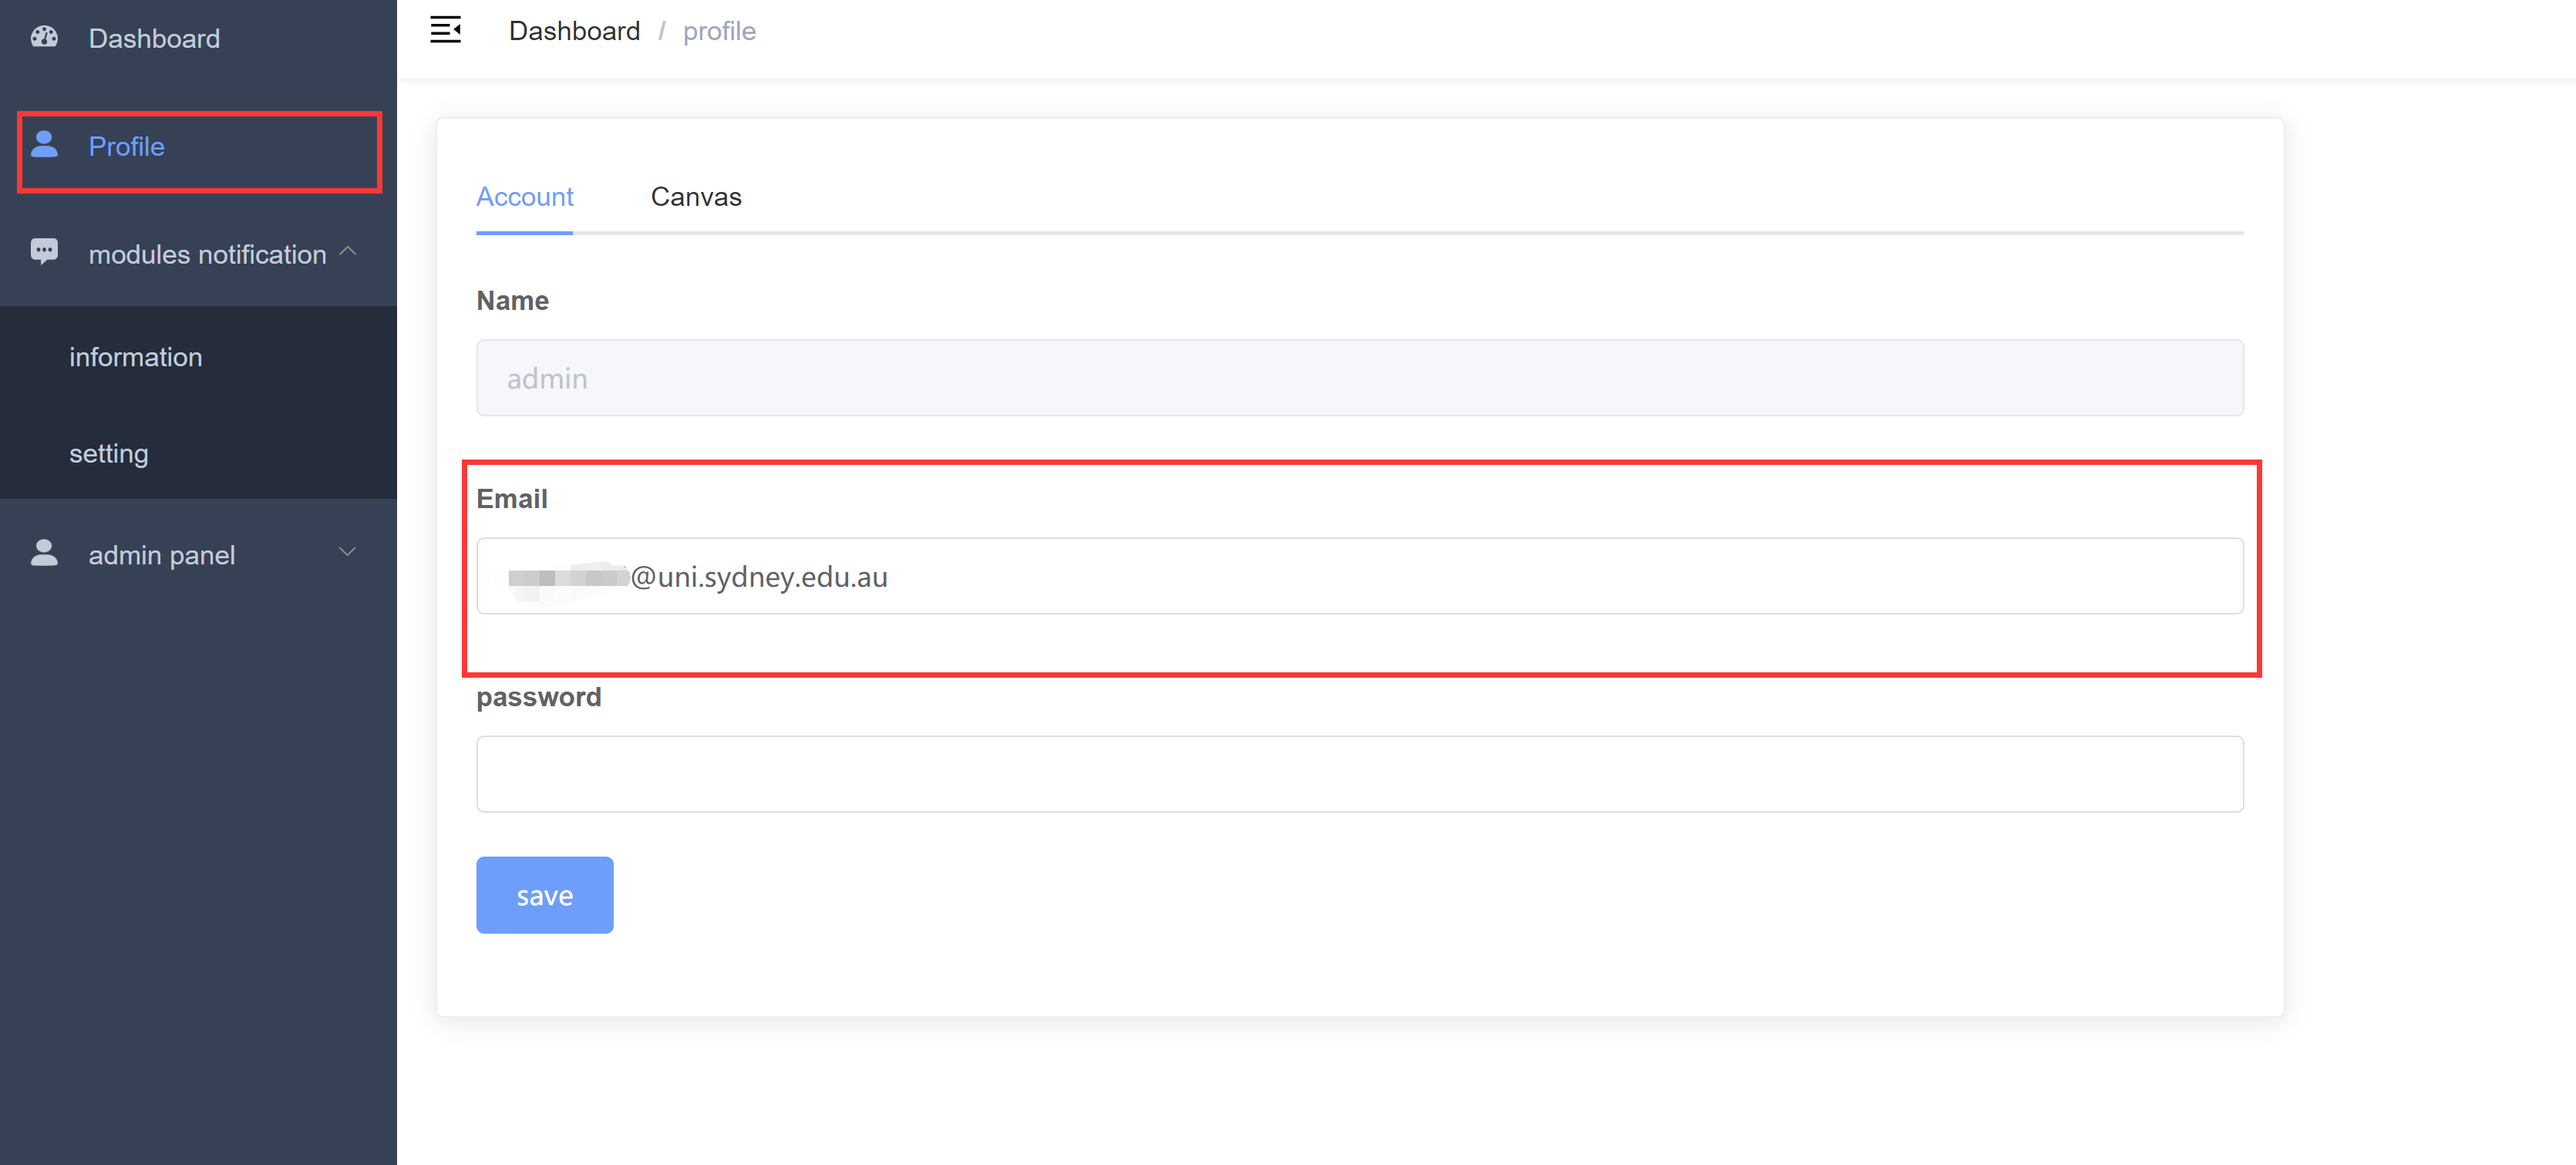 Dashboard
Profile
modules notification
information
setting
admin panel
Dashboard / profile
Account
Canvas
Name
admin
Email
@uni.sydney.edu.au
password
save